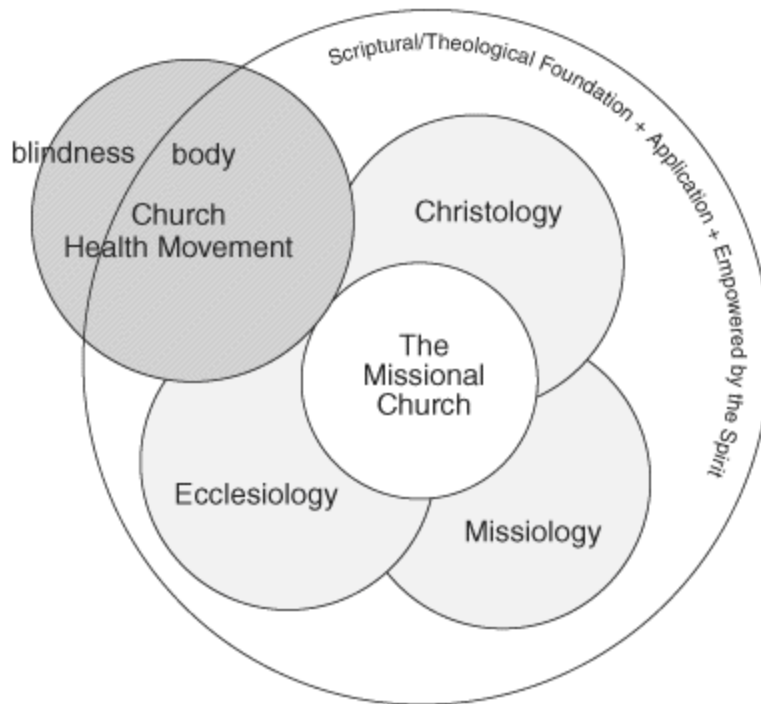 Scriptural/Theological Foundation + Application + Empowered by the Spirit
blindness body
Church
Health Movement
Christology
The
Missional
Church
Ecclesiology
Missiology